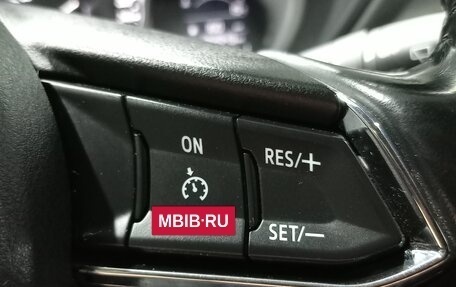 ON
RES/+
MBIB·RU
SET/−